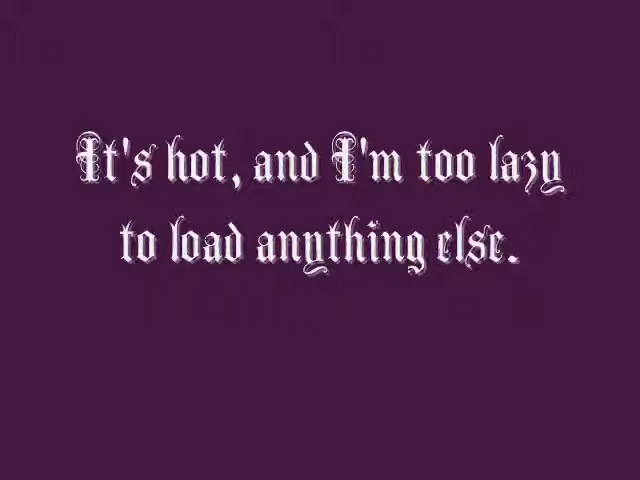 It's hot, and I'm too lazy
to load anything else.